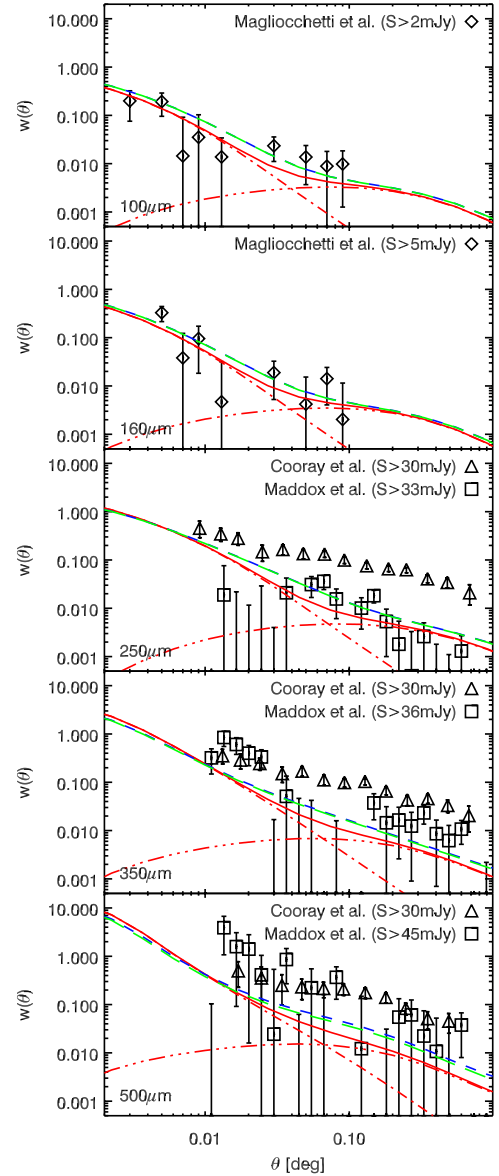 Magliocchetti et al. (S>2mJy)
10.000
1.000
0.100
0.010
0.001
w(θ)
100μm
Magliocchetti et al. (S>5mJy)
10.000
1.000
0.100
0.010
0.001
w(θ)
160μm
Cooray et al. (S>30mJy)
Maddox et al. (S>33mJy)
10.000
1.000
0.100
0.010
0.001
w(θ)
250μm
Cooray et al. (S>30mJy)
Maddox et al. (S>36mJy)
10.000
1.000
0.100
0.010
0.001
w(θ)
350μm
Cooray et al. (S>30mJy)
Maddox et al. (S>45mJy)
10.000
1.000
0.100
0.010
0.001
w(θ)
500μm
0.01 0.10
θ [deg]